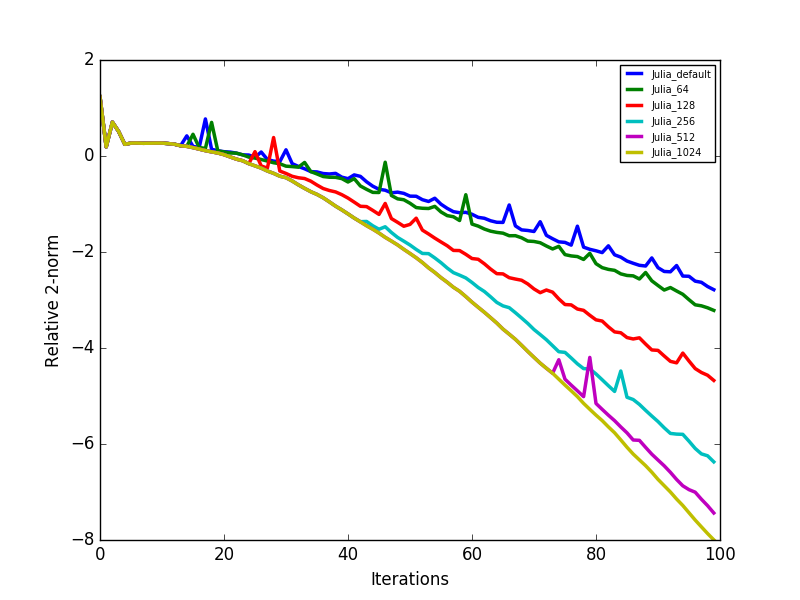 2
0
−2
−4
−6
−8
0
20
40
60
80
100
Relative 2-norm
Iterations
Julia_default
Julia_64
Julia_128
Julia_256
Julia_512
Julia_1024